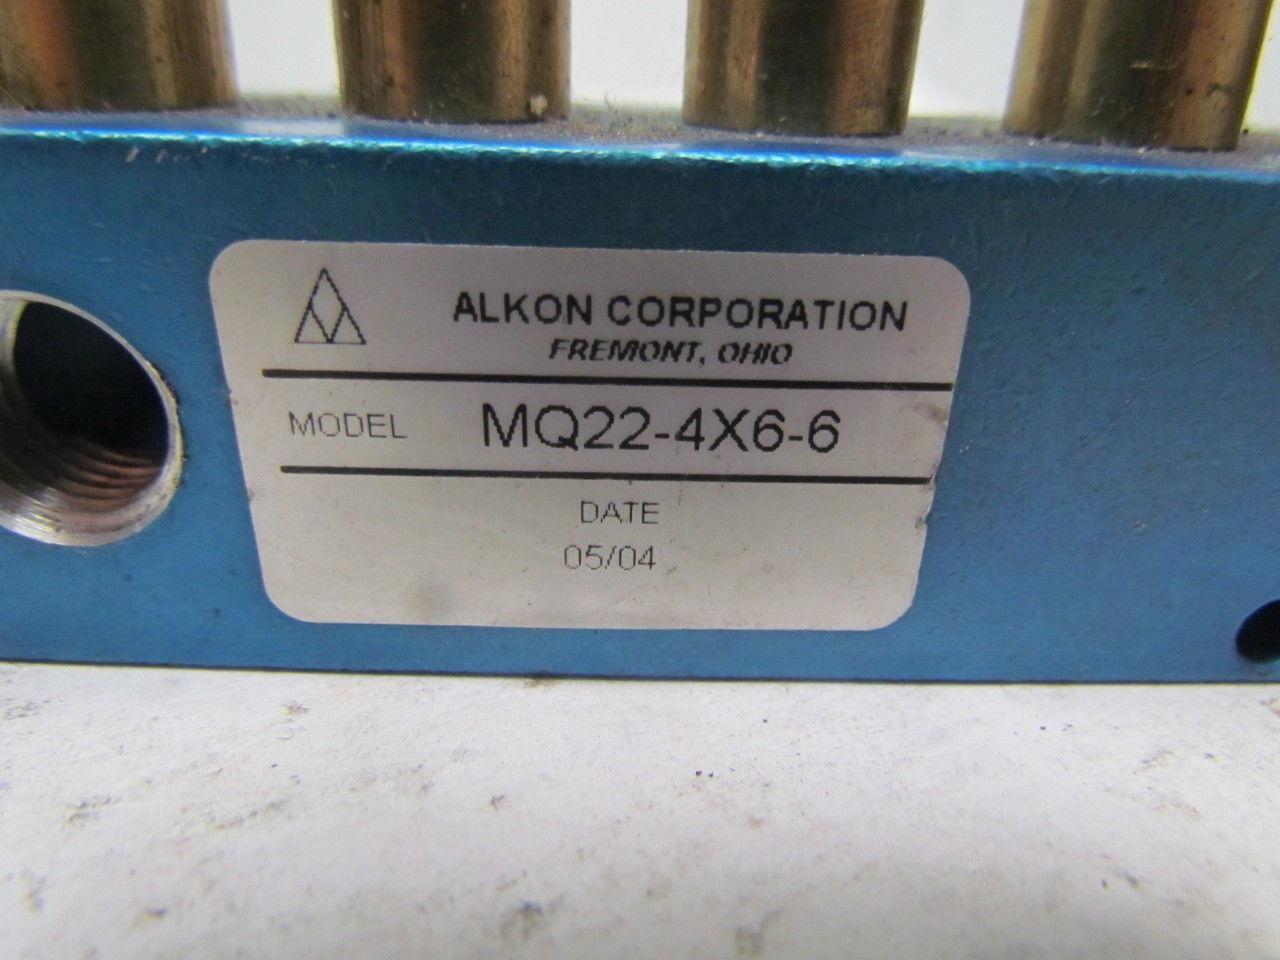 ALKON CORPORATION
FREMONT, OHIO
MODEL MQ22-4X6-6
DATE
05/04